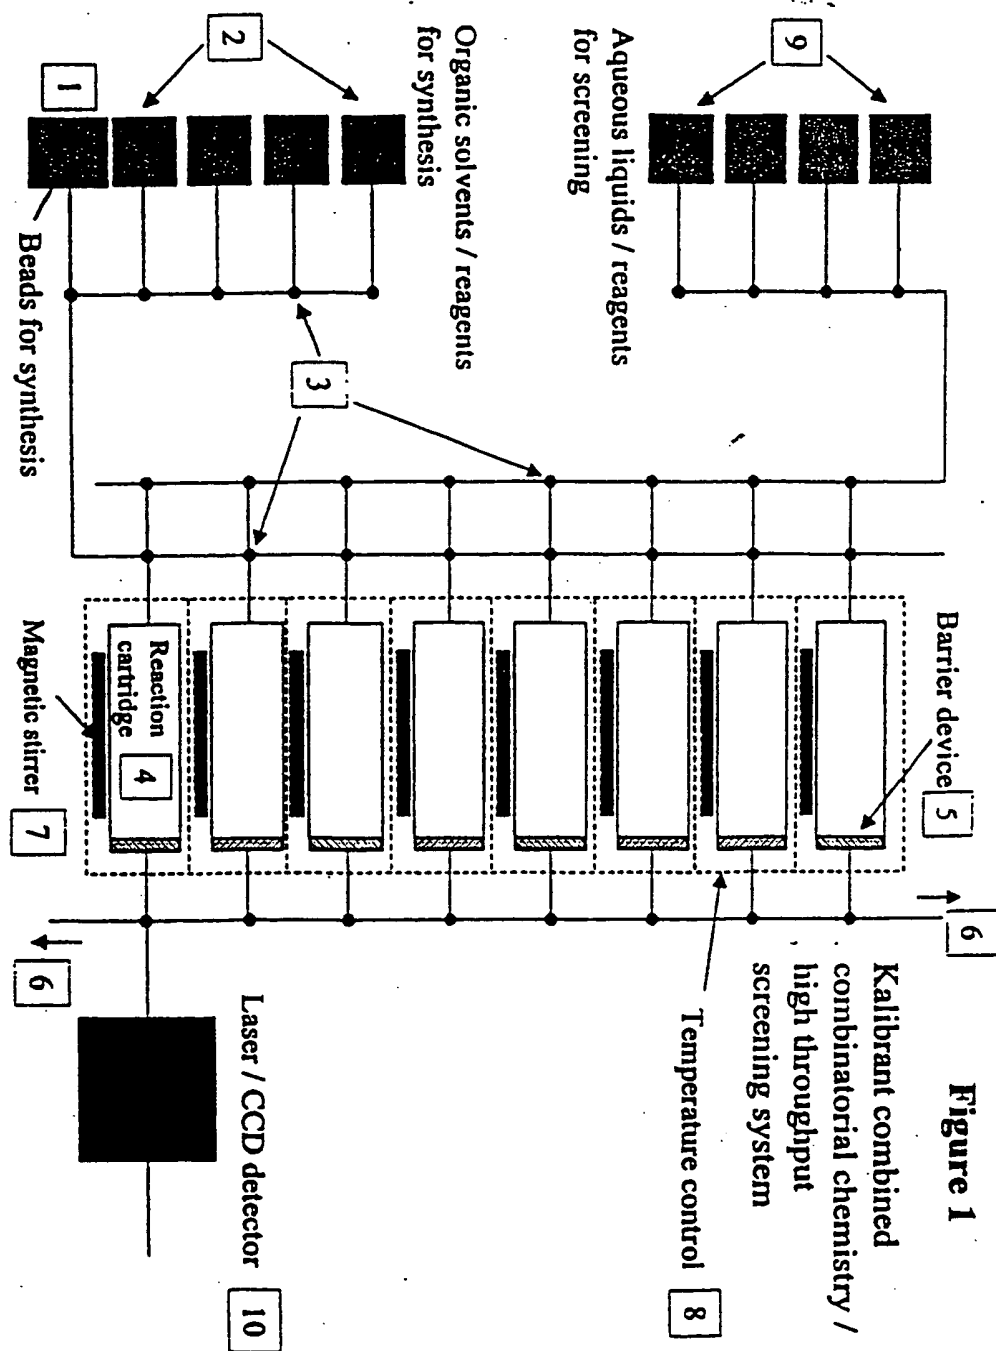 Figure 1
Kalibrant combined
combinatorial chemistry /
high throughput
screening system
Aqueous liquids / reagents
for screening
9
Organic solvents / reagents
for synthesis
2
1
Beads for synthesis
3
Barrier device
5
Reaction
cartridge
4
Magnetic stirrer
7
6
6
Temperature control
8
Laser / CCD detector
10